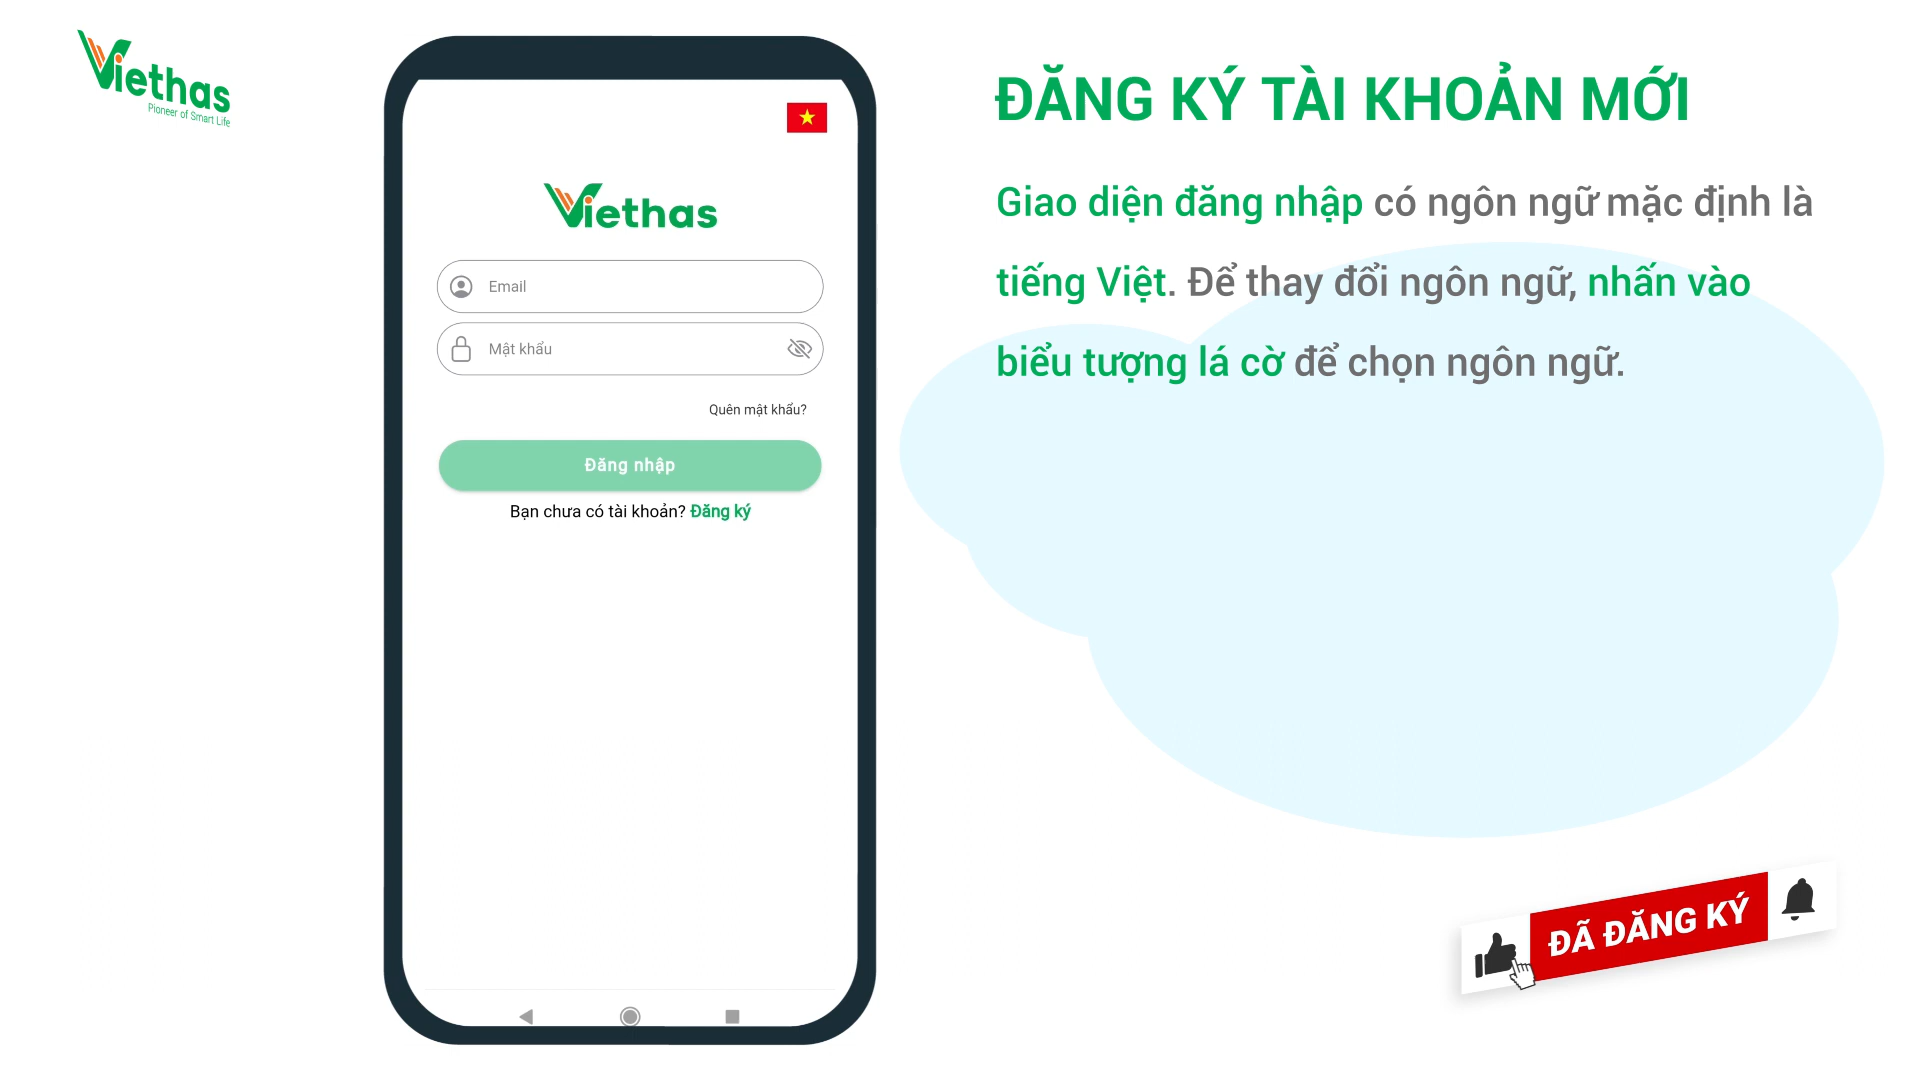 Viethas
Pioneer of Smart Life
Viethas
Email
Mật khẩu
Quên mật khẩu?
Đăng nhập
Bạn chưa có tài khoản? Đăng ký
ĐĂNG KÝ TÀI KHOẢN MỚI
Giao diện đăng nhập có ngôn ngữ mặc định là
tiếng Việt. Để thay đổi ngôn ngữ, nhấn vào
biểu tượng lá cờ để chọn ngôn ngữ.
ĐÃ ĐĂNG KÝ